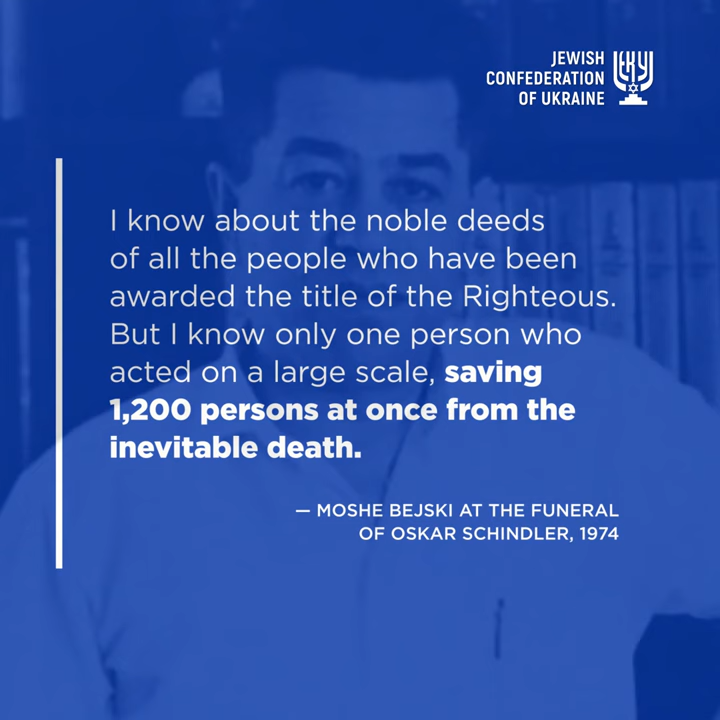 JEWISH
CONFEDERATION
OF UKRAINE
I know about the noble deeds
of all the people who have been
awarded the title of the Righteous.
But I know only one person who
acted on a large scale, saving
1,200 persons at once from the
inevitable death.
— MOSHE BEJSKI AT THE FUNERAL
OF OSKAR SCHINDLER, 1974